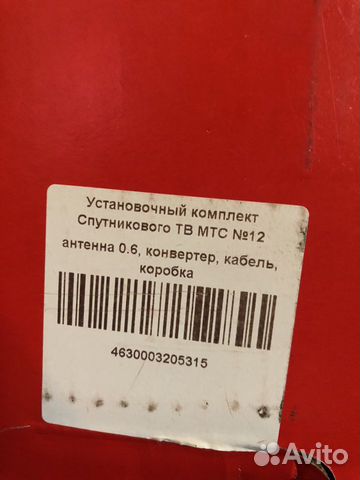 Установочный комплект
Спутникового ТВ МТС №12
антенна 0.6, конвертер, кабель,
коробка
4630003205315
Avito